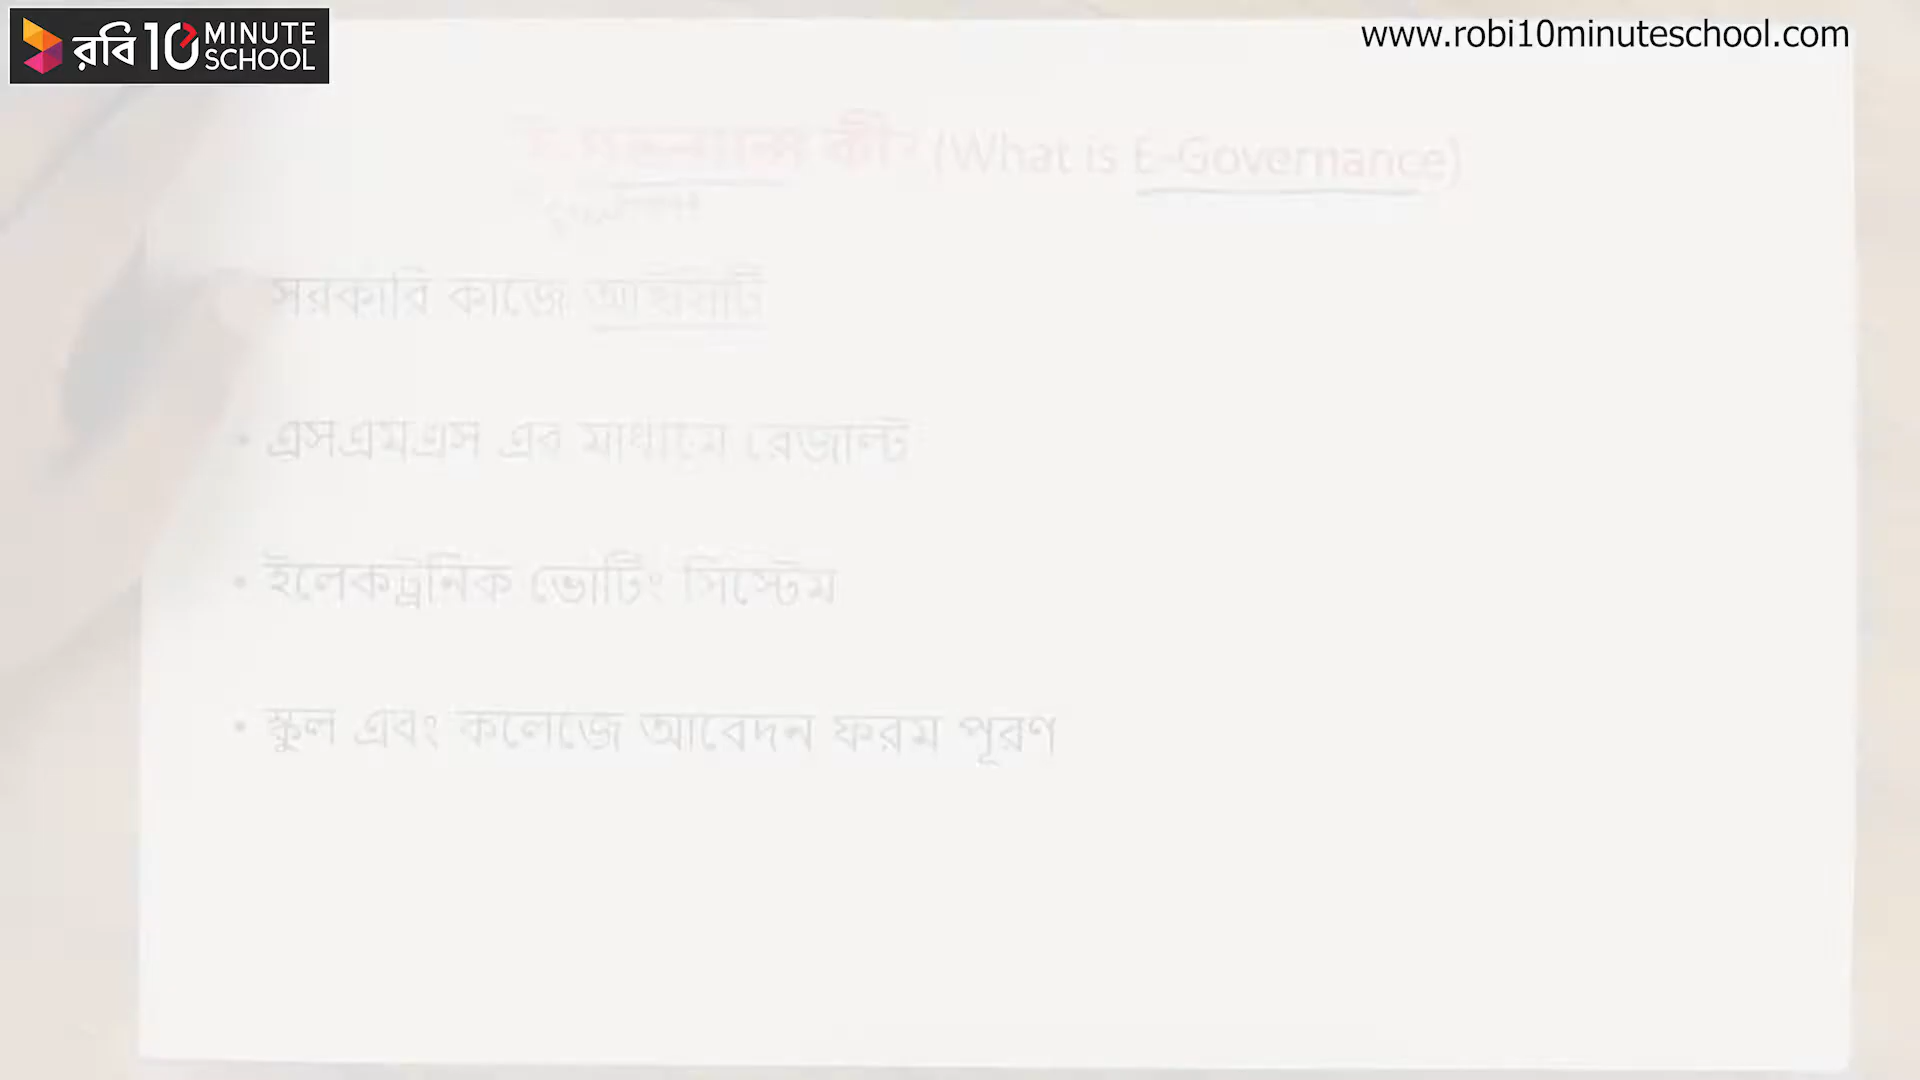 রবি 10 MINUTE SCHOOL
www.robi10minuteschool.com
কী? (What is E-Governance)
সরকারি কাজে আইসিটি
• এসএমএস এর মাধ্যমে রেজাল্ট
• ইলেকট্রনিক ভোটিং সিস্টেম
• স্কুল এবং কলেজে আবেদন ফরম পূরণ